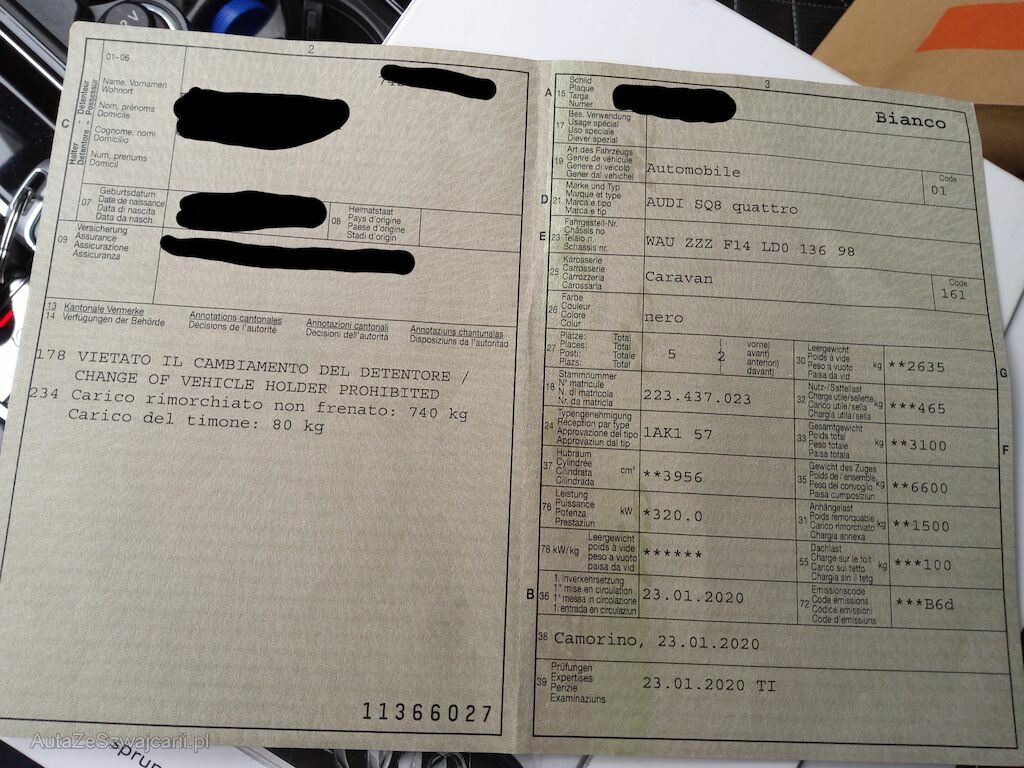 2
01-06
C
Halter - Détenteur
Detentore - Possessur
Name, Vornamen
Wohnort
Nom, prénoms
Domicile
Cognome, nomi
Domicilio
Num, prenums
Domicil
07
Geburtsdatum
Date de naissance
Data di nascita
Data da nasch.
08
Heimatstaat
Pays d'origine
Paese d'origine
Stadi d'origin
09
Versicherung
Assurance
Assicurazione
Assicuranza
13 Kantonale Vermerke
14 Verfügungen der Behörde
Annotations cantonales
Décisions de l'autorité
Annotazioni cantonali
Decisioni dell'autorità
Annotaziuns chantunalas
Disposiziuns da l'autoritad
178 VIETATO IL CAMBIAMENTO DEL DETENTORE /
CHANGE OF VEHICLE HOLDER PROHIBITED
234 Carico rimorchiato non frenato: 740 kg
Carico del timone: 80 kg
11366027
3
A 15
Schild
Plaque
Targa
Numer
Bianco
17
Bes. Verwendung
Usage spécial
Uso speciale
Diever spezial
19
Art des Fahrzeugs
Genre de véhicule
Genere di veicolo
Gener dal vehichel
Automobile
Code
01
D 21
Marke und Typ
Marque et type
Marca e tipo
Marca e tip
AUDI SQ8 quattro
E 23
Fahrgestell-Nr.
Châssis no.
Telaio n.
Schassis nr.
WAU ZZZ F14 LD0 136 98
25
Karosserie
Carrosserie
Carrozzeria
Carossaria
Caravan
Code
161
26
Farbe
Couleur
Colore
Colur
nero
27
Plätze: Total
Places: Total
Posti: Totale
Plazs: Total
5
2
vorne)
avant)
anteriori)
davant)
30
Leergewicht
Poids à vide
Peso a vuoto
Paisa da vid
kg
**2635
G
18
Stammnummer
N° matricule
N. di matricola
Nr. da matricla
223.437.023
32
Nutz-/Sattellast
Charge utile/sellette
Carico utile/sella
Chargia utila/sella
kg
***465
24
Typengenehmigung
Réception par type
Approvazione del tipo
Approvaziun dal tip
1AK1 57
33
Gesamtgewicht
Poids total
Peso totale
Paisa totala
kg
**3100
F
37
Hubraum
Cylindrée
Cilindrata
Cilindrada
cm³
**3956
35
Gewicht des Zuges
Poids de l'ensemble
Peso del convoglio
Paisa cumposiziun
kg
**6600
76
Leistung
Puissance
Potenza
Prestaziun
kW
*320.0
31
Anhängelast
Poids remorquable
Carico rimorchiato
Chargia annexa
kg
**1500
78 kW/kg
Leergewicht
poids à vide
peso a vuoto
paisa da vid
******
55
Dachlast
Charge sur le toit
Carico sul tetto
Chargia sin il tetg
kg
***100
B 36
1. Inverkehrsetzung
1re mise en circulation
1a messa in circolazione
1. entrada en circulaziun
23.01.2020
72
Emissionscode
Code émissions
Codice emissioni
Code d'emissiuns
***B6d
38
Camorino, 23.01.2020
39
Prüfungen
Expertises
Perizie
Examinaziuns
23.01.2020 TI
AutaZeSzwajcarii.pl